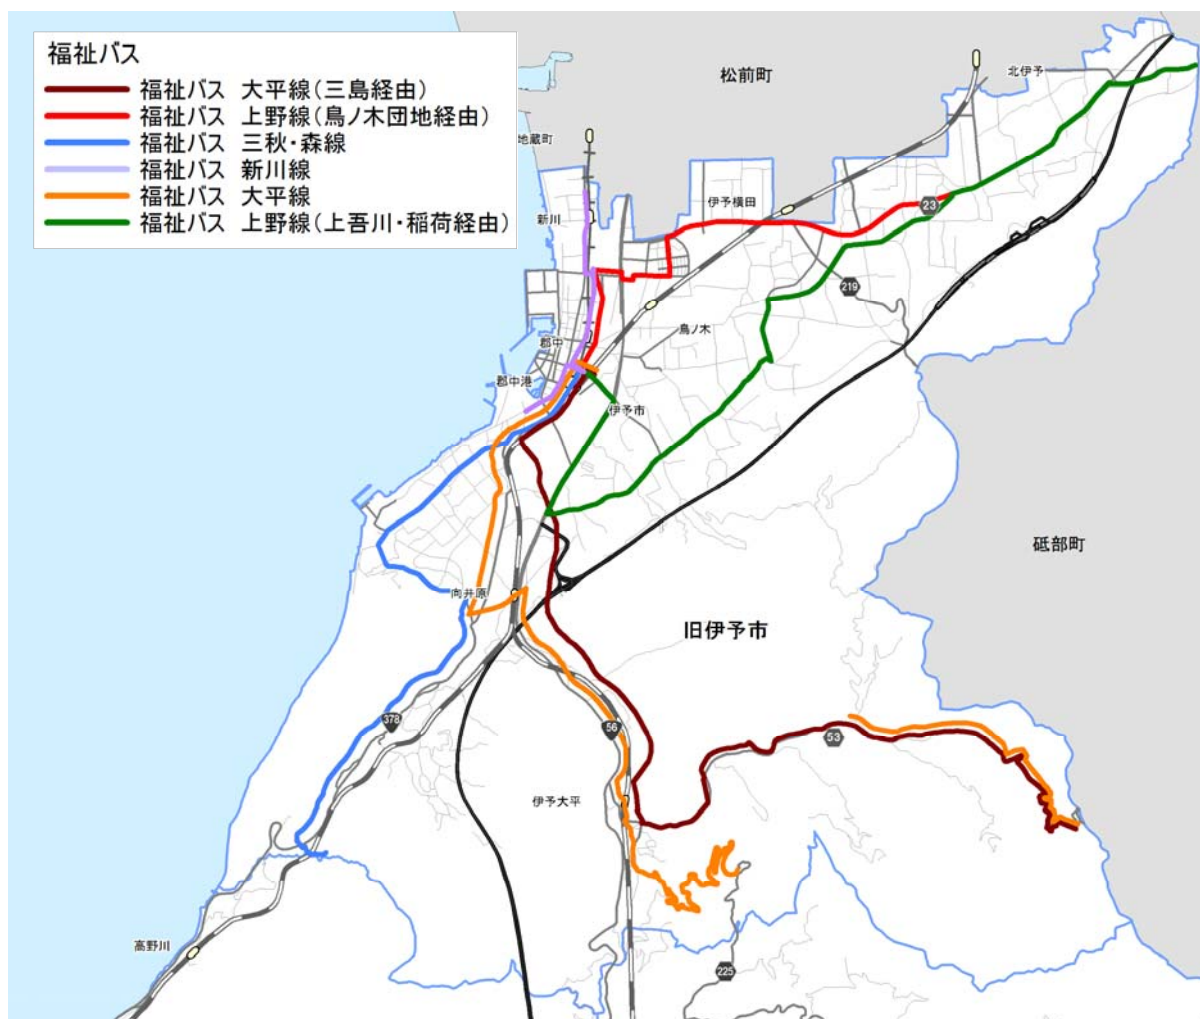 福祉バス
福祉バス 大平線(三島経由)
福祉バス 上野線(鳥ノ木団地経由)
福祉バス 三秋・森線
福祉バス 新川線
福祉バス 大平線
福祉バス 上野線(上吾川・稲荷経由)
松前町
北伊予
地蔵町
伊予横田
新川
23
219
鳥ノ木
郡中
郡中港
伊予市
砥部町
向井原
旧伊予市
378
56
53
伊予大平
高野川
225